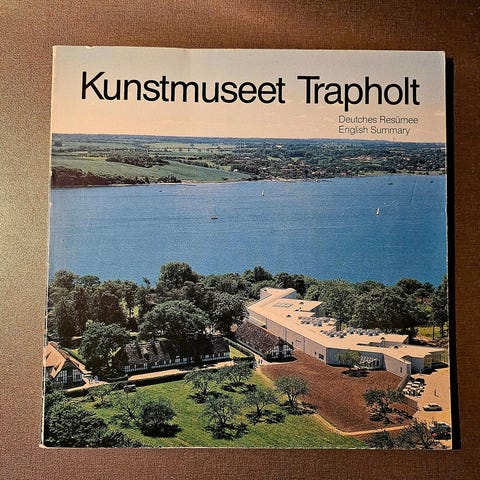 Kunstmuseet Trapholt
Deutches Resümee
English Summary